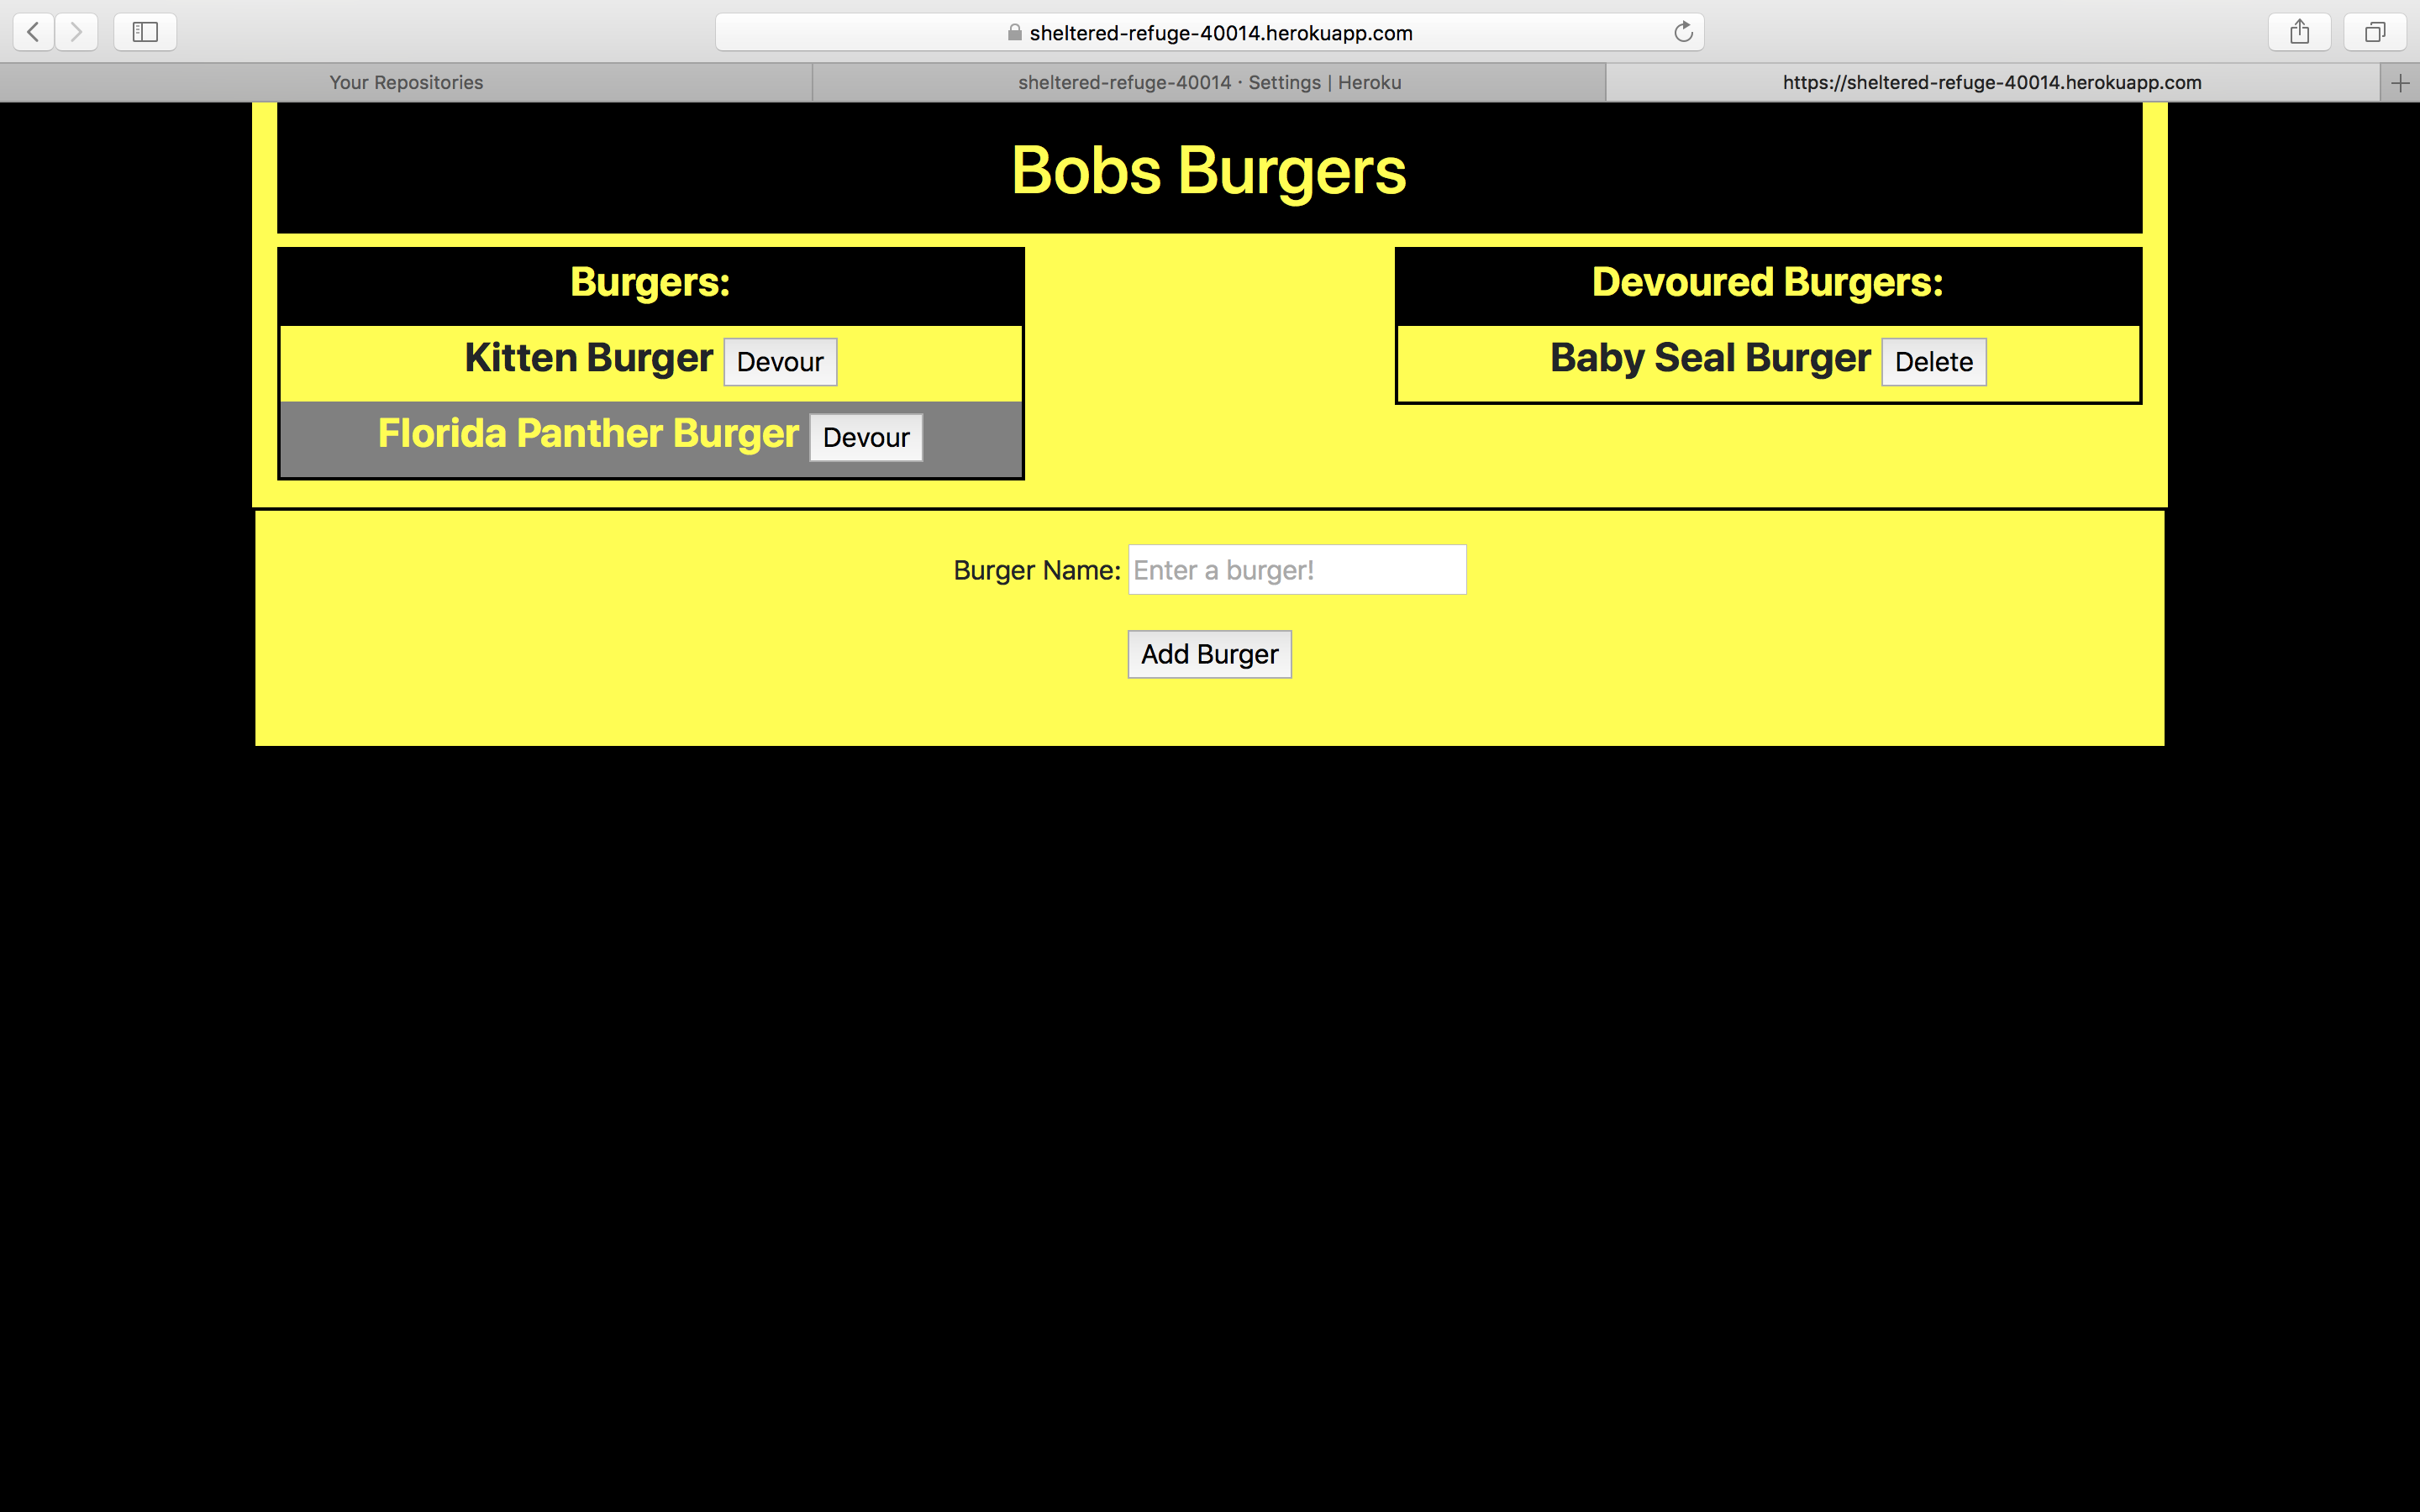 sheltered-refuge-40014.herokuapp.com
Your Repositories
sheltered-refuge-40014 · Settings | Heroku
https://sheltered-refuge-40014.herokuapp.com
Bobs Burgers
Burgers:
Kitten Burger Devour
Florida Panther Burger Devour
Devoured Burgers:
Baby Seal Burger Delete
Burger Name: Enter a burger!
Add Burger